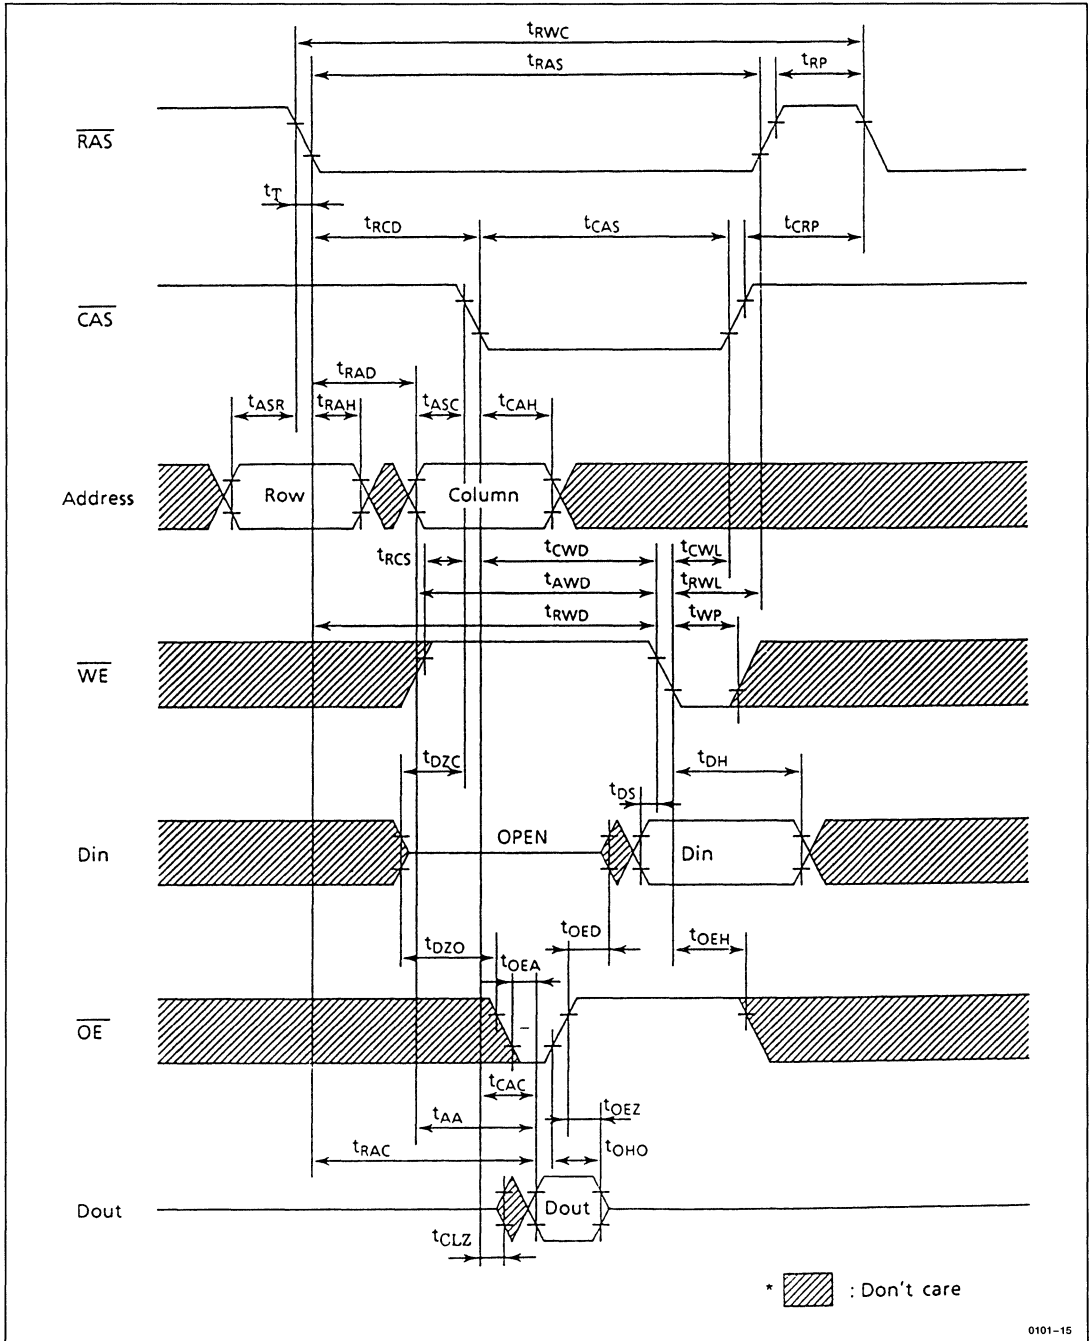 tRWC
tRAS
tRP
RAS
tT
tRCD
tCAS
tCRP
CAS
tRAD
tASR
tRAH
tASC
tCAH
Address
Row
Column
tRCS
tCWD
tCWL
tAWD
tRWL
tRWD
tWP
WE
tDZC
tDH
tDS
OPEN
Din
Din
tOED
tDZO
tOEA
tOEH
OE
tCAC
tOEZ
tAA
tRAC
tOHO
Dout
Dout
tCLZ
* : Don't care
0101-15